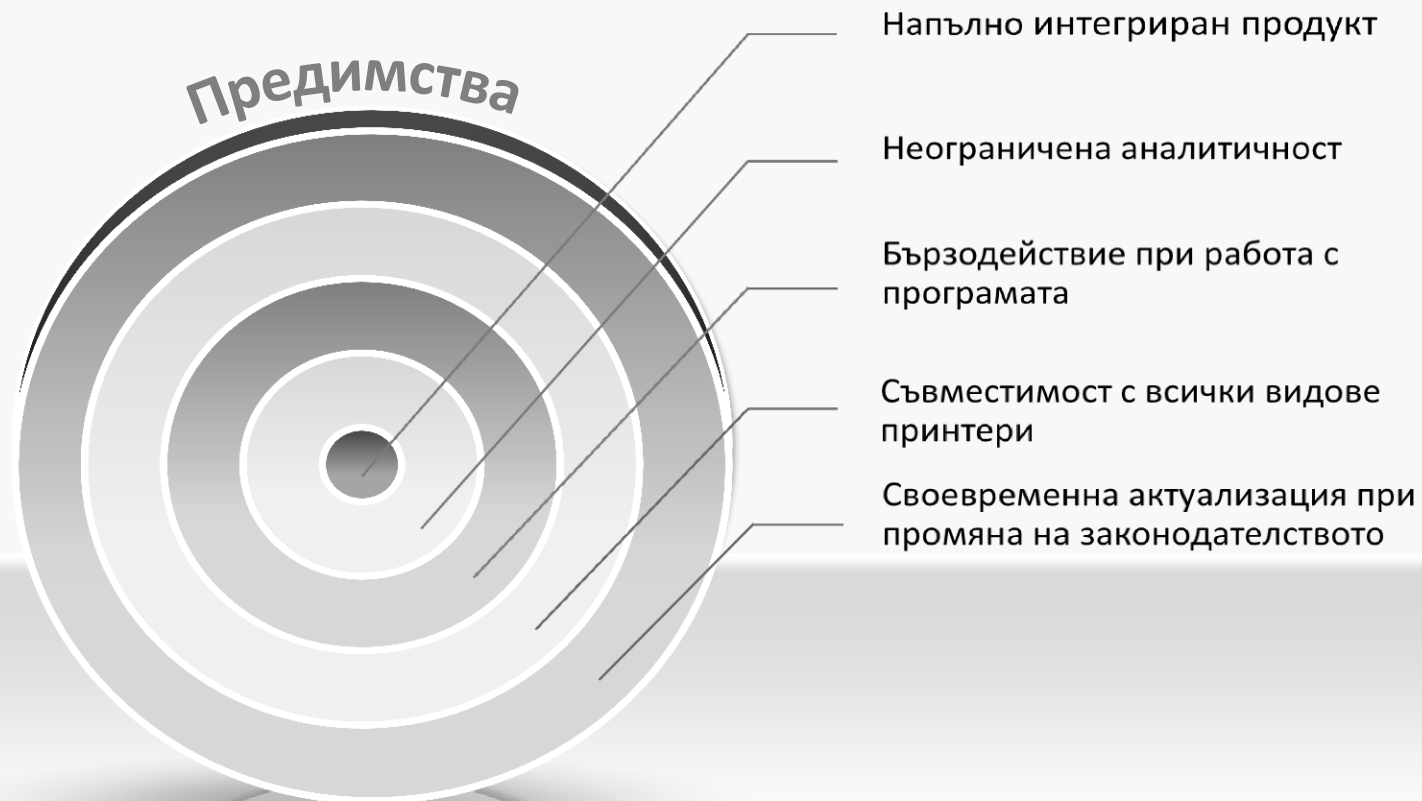 Предимства
Напълно интегриран продукт
Неограничена аналитичност
Бързодействие при работа с
програмата
Съвместимост с всички видове
принтери
Своевременна актуализация при
промяна на законодателството